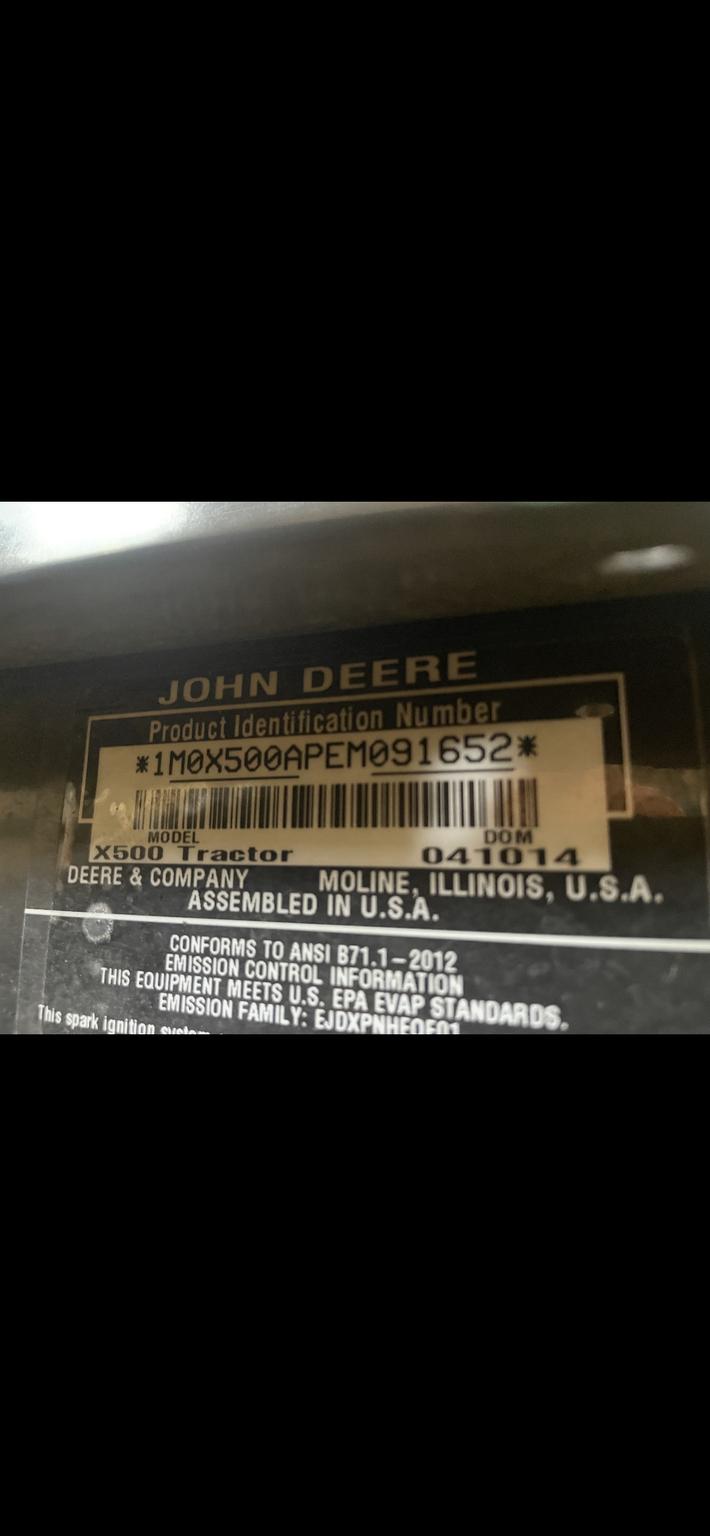 JOHN DEERE
Product Identification Number
*1M0X500APEM091652*
MODEL DOM
X500 Tractor 041014
DEERE & COMPANY MOLINE, ILLINOIS, U.S.A.
ASSEMBLED IN U.S.A.
CONFORMS TO ANSI B71.1-2012
EMISSION CONTROL INFORMATION
THIS EQUIPMENT MEETS U.S. EPA EVAP STANDARDS.
EMISSION FAMILY:
This spark ignition